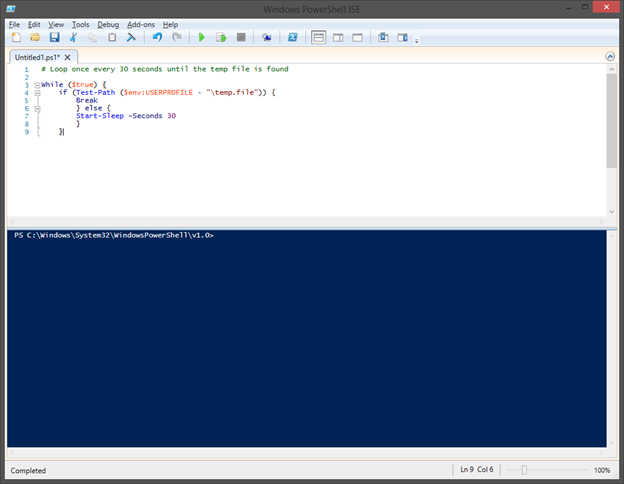 Windows PowerShell ISE
File Edit View Tools Debug Add-ons Help
Untitled1.ps1*
1 # Loop once every 30 seconds until the temp file is found
2
3 While ($true) {
4 if (Test-Path ($env:USERPROFILE + "\temp.file")) {
5 Break
6 } else {
7 Start-Sleep -Seconds 30
8 }
9 }
PS C:\Windows\System32\WindowsPowerShell\v1.0>
Completed Ln 9 Col 6 100%